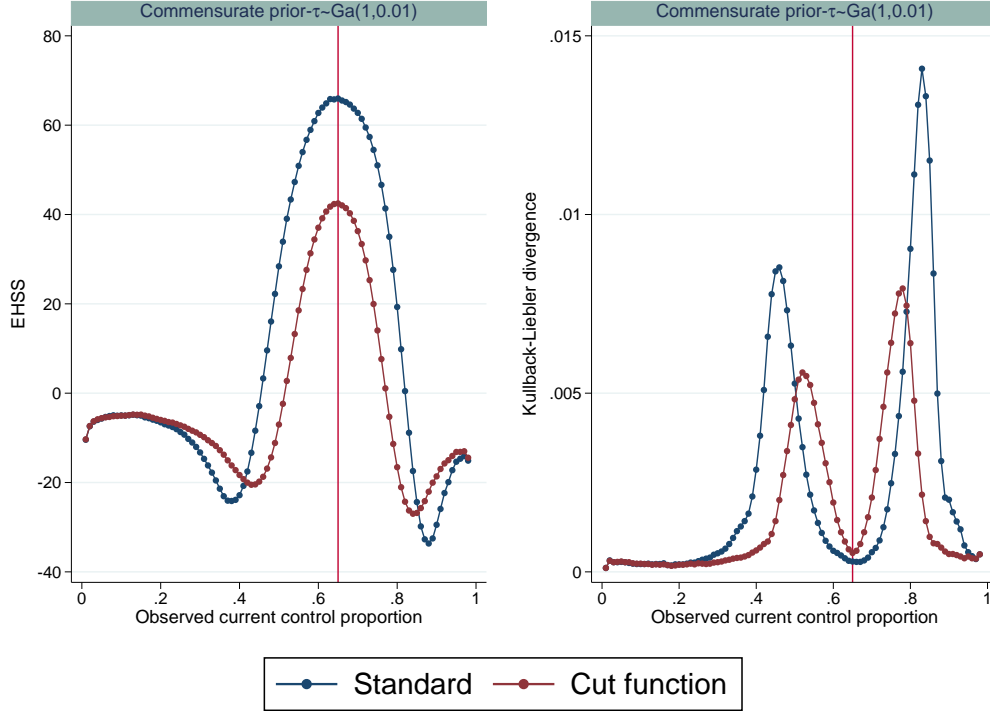 Commensurate prior-τ~Ga(1,0.01)
80
60
40
20
0
-20
-40
EHSS
0
.2
.4
.6
.8
1
Observed current control proportion
Commensurate prior-τ~Ga(1,0.01)
.015
.01
.005
0
Kullback-Liebler divergence
0
.2
.4
.6
.8
1
Observed current control proportion
Standard
Cut function